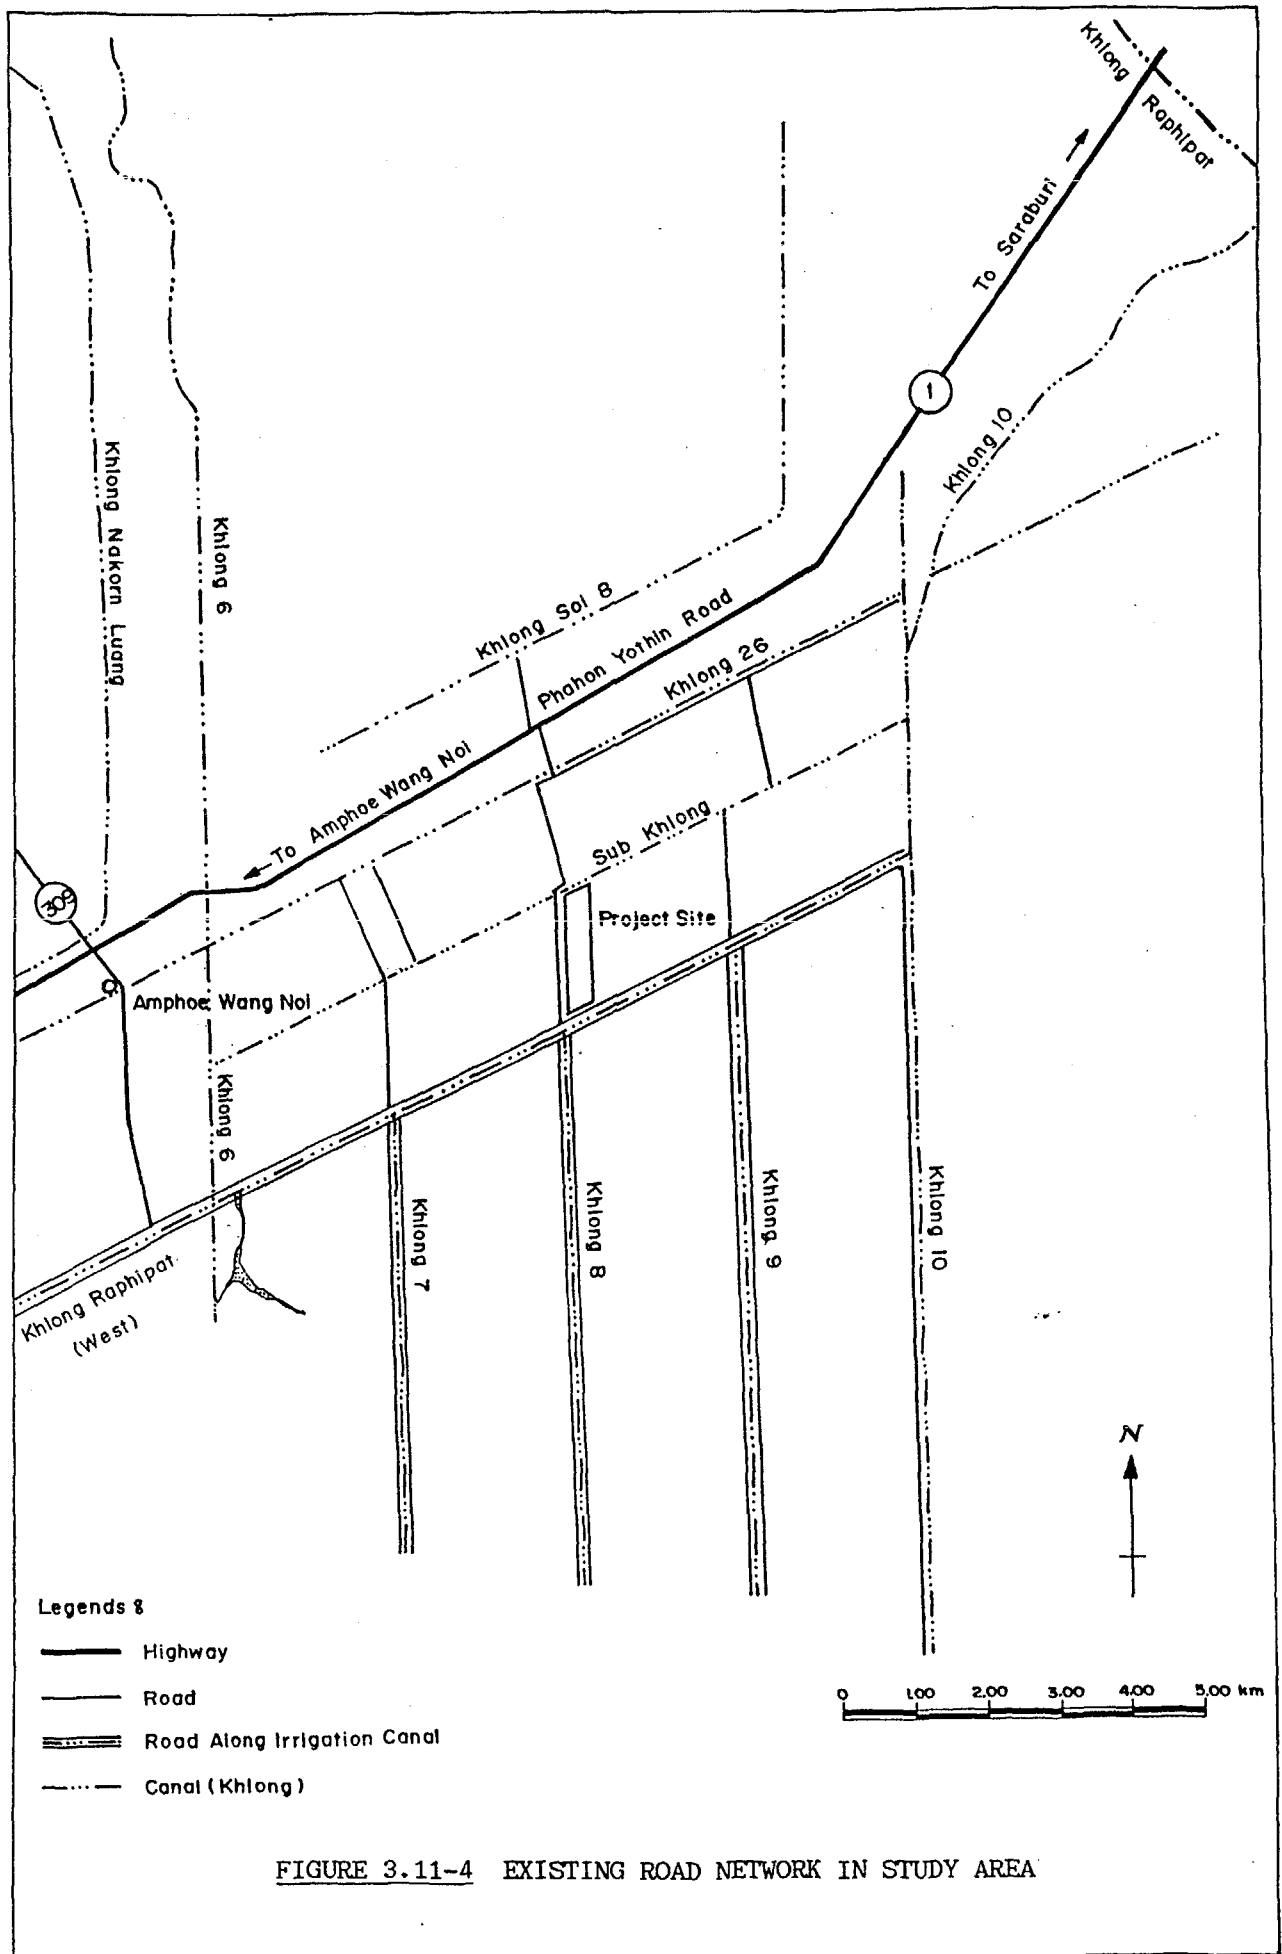 Khlong
Raphipat
To Saraburi
1
Khlong 10
Khlong Nakorn Luang
Khlong 6
Khlong Soi 8
Phahon Yothin Road
Khlong 26
To Amphoe Wang Noi
Sub Khlong
309
Project Site
Amphoe Wang Noi
Khlong 6
Khlong 7
Khlong 8
Khlong 9
Khlong 10
Khlong Raphipat
(West)
N
Legends :
Highway
Road
Road Along Irrigation Canal
Canal (Khlong)
0 1.00 2.00 3.00 4.00 5.00 km
FIGURE 3.11-4 EXISTING ROAD NETWORK IN STUDY AREA